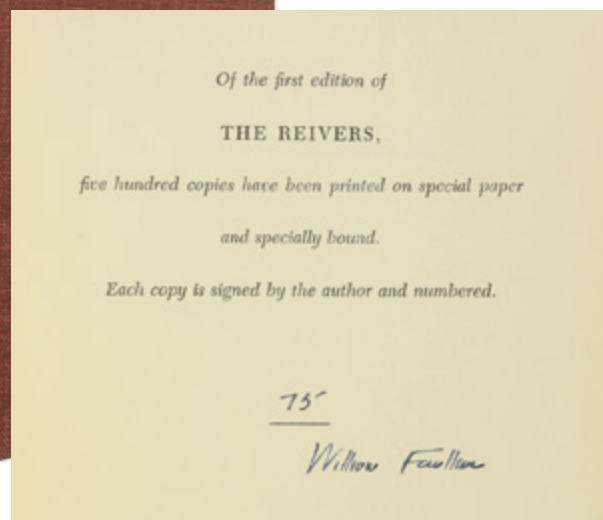 Of the first edition of
THE REIVERS,
five hundred copies have been printed on special paper
and specially bound.
Each copy is signed by the author and numbered.
75
William Faulkner